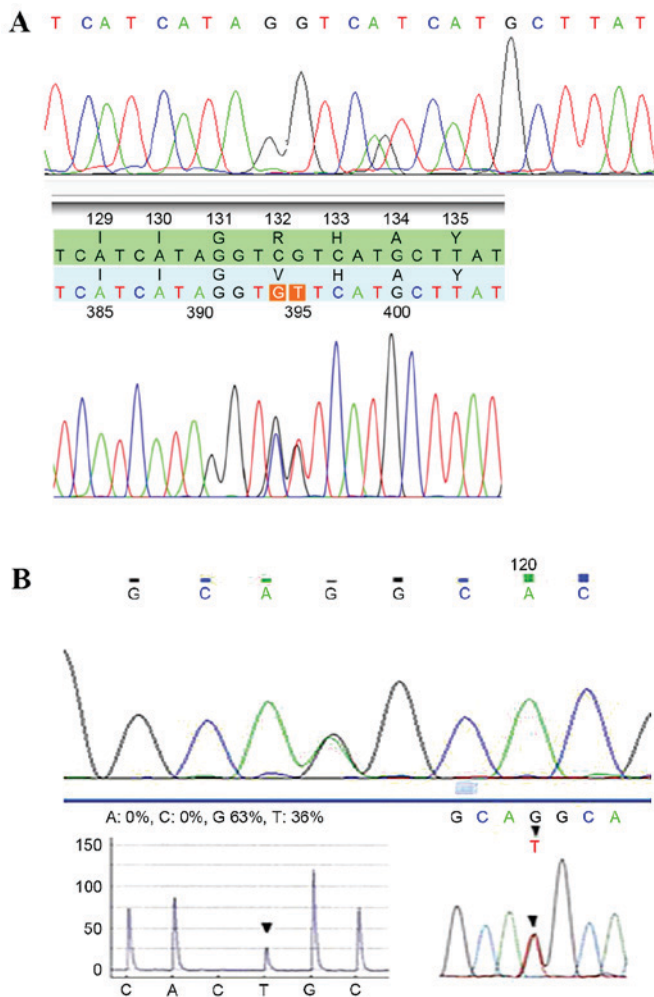 A
T C A T C A T A G G T C A T C A T G C T T A T
129 130 131 132 133 134 135
I I G R H A Y
T C A T C A T A G G T C G T C A T G C T T A T
I I G V H A Y
T C A T C A T A G G T G T T C A T G C T T A T
385 390 395 400
B
120
G C A G G C A C
A: 0%, C: 0%, G 63%, T: 36%
G C A G G C A
T
150
100
50
0
C A C T G C